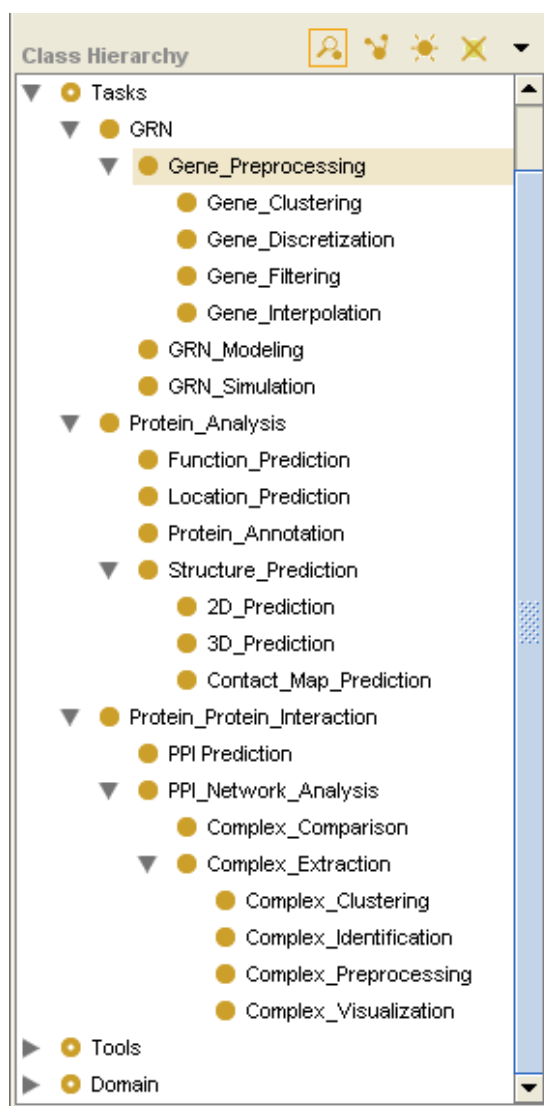 Class Hierarchy
Tasks
GRN
Gene_Preprocessing
Gene_Clustering
Gene_Discretization
Gene_Filtering
Gene_Interpolation
GRN_Modeling
GRN_Simulation
Protein_Analysis
Function_Prediction
Location_Prediction
Protein_Annotation
Structure_Prediction
2D_Prediction
3D_Prediction
Contact_Map_Prediction
Protein_Protein_Interaction
PPI Prediction
PPI_Network_Analysis
Complex_Comparison
Complex_Extraction
Complex_Clustering
Complex_Identification
Complex_Preprocessing
Complex_Visualization
Tools
Domain